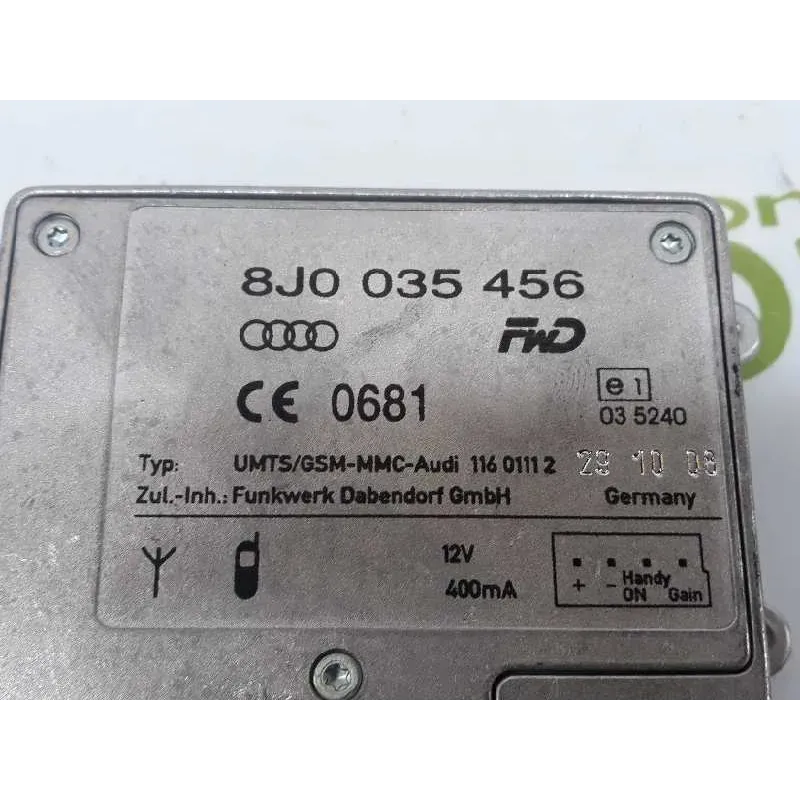 8J0 035 456
FWD
CE 0681
e1
03 5240
Typ: UMTS/GSM-MMC-Audi 116 0111 2 29 10 08
Zul.-Inh.: Funkwerk Dabendorf GmbH Germany
12V
400mA
+ - Handy ON Gain
on